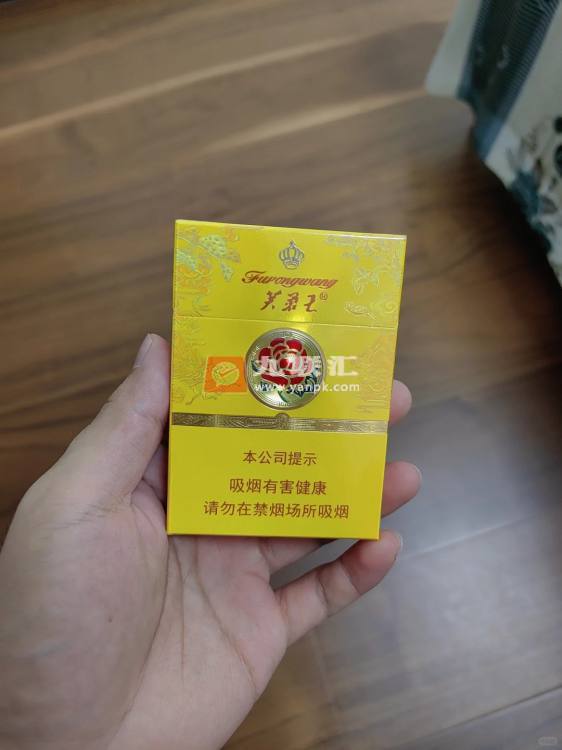 Furongwang
芙蓉王®
www.yanpk.com
本公司提示
吸烟有害健康
请勿在禁烟场所吸烟